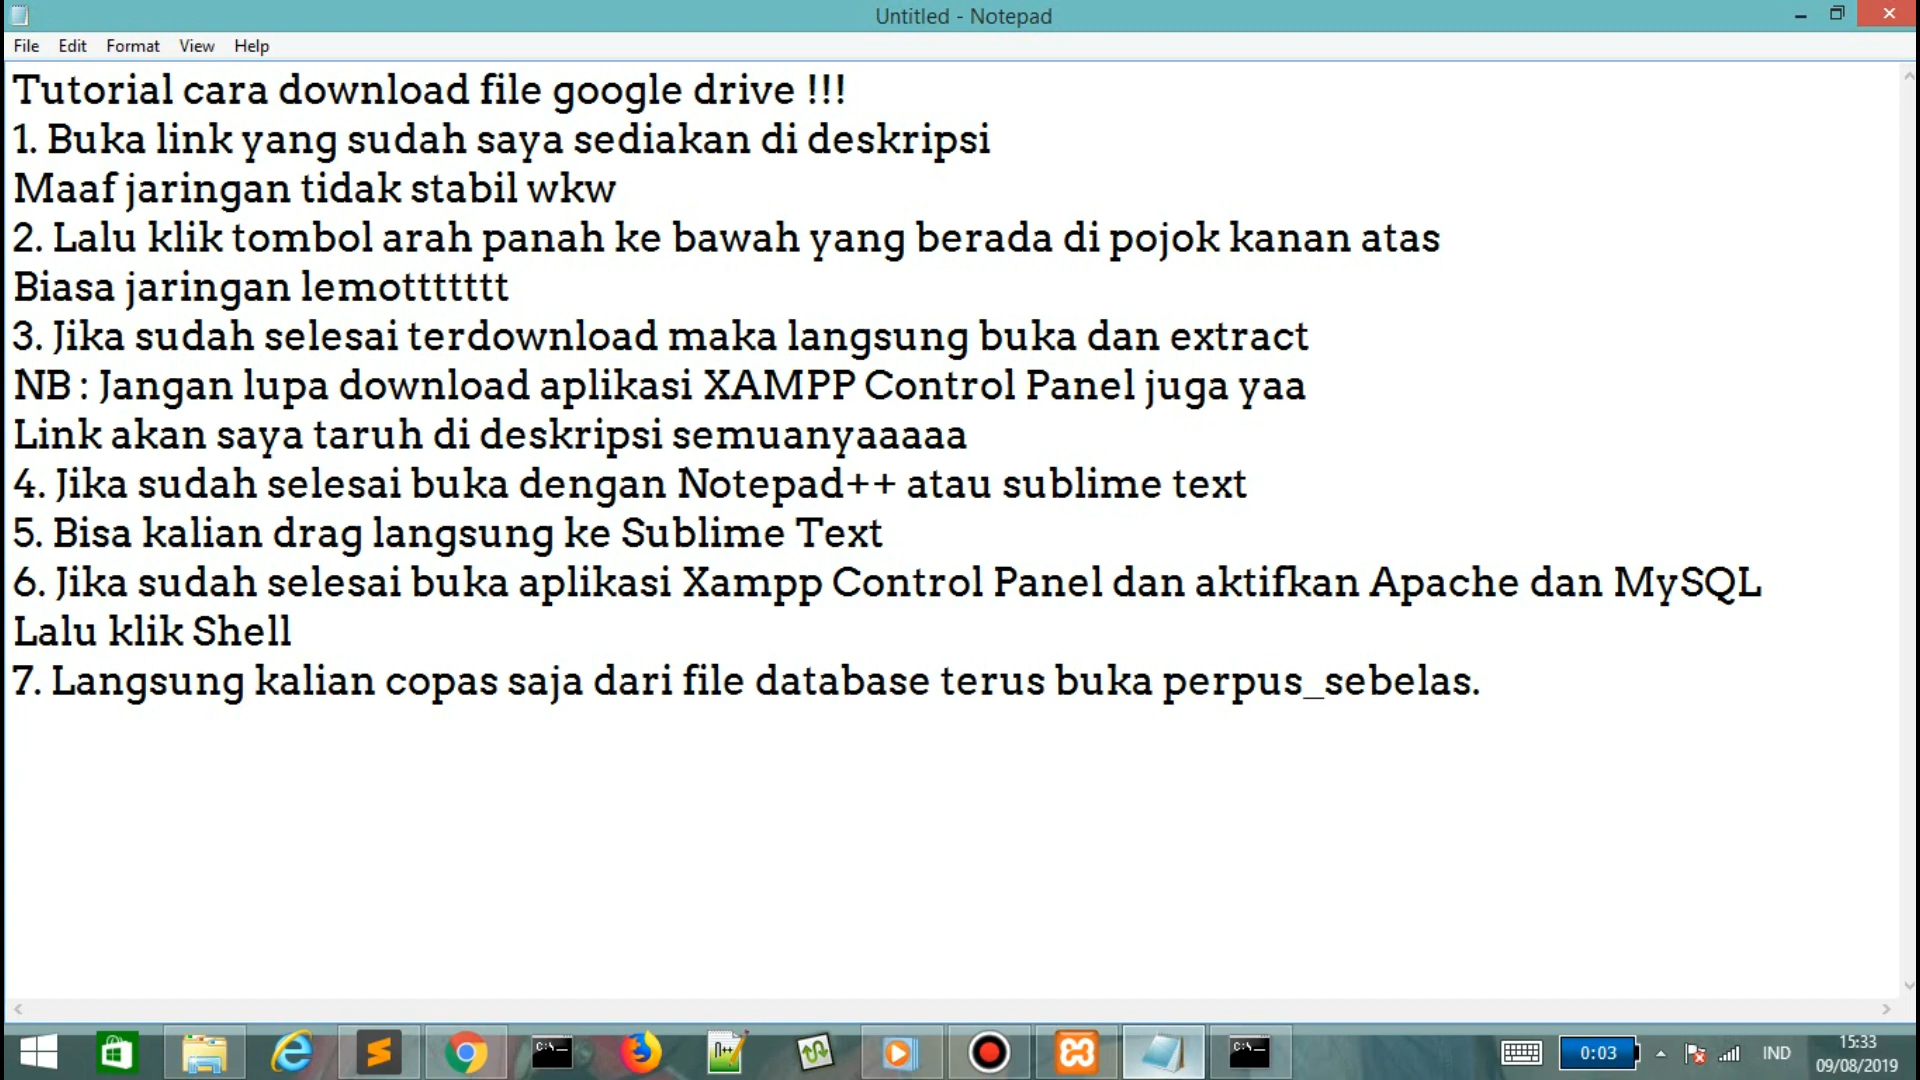 Untitled - Notepad
File Edit Format View Help
Tutorial cara download file google drive !!!
1. Buka link yang sudah saya sediakan di deskripsi
Maaf jaringan tidak stabil wkw
2. Lalu klik tombol arah panah ke bawah yang berada di pojok kanan atas
Biasa jaringan lemottttttt
3. Jika sudah selesai terdownload maka langsung buka dan extract
NB : Jangan lupa download aplikasi XAMPP Control Panel juga yaa
Link akan saya taruh di deskripsi semuanyaaaaa
4. Jika sudah selesai buka dengan Notepad++ atau sublime text
5. Bisa kalian drag langsung ke Sublime Text
6. Jika sudah selesai buka aplikasi Xampp Control Panel dan aktifkan Apache dan MySQL
Lalu klik Shell
7. Langsung kalian copas saja dari file database terus buka perpus_sebelas.
0:03 IND 15:33
09/08/2019